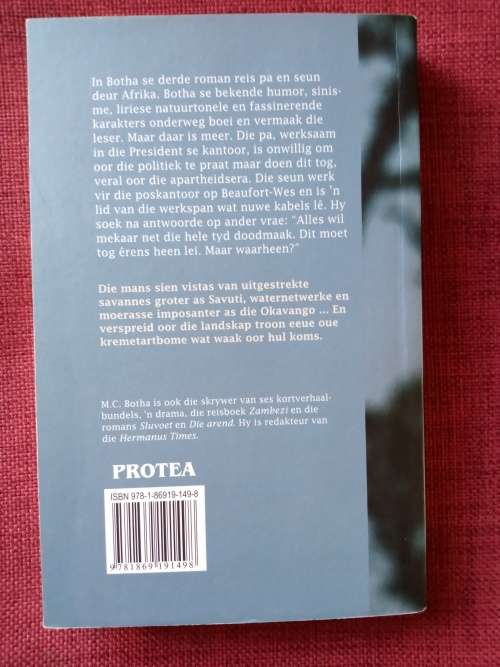 In Botha se derde roman reis pa en seun
deur Afrika. Botha se bekende humor, sinis-
me, liriese natuurtonele en fassinerende
karakters onderweg boei en vermaak die
leser. Maar daar is meer. Die pa, werksaam
in die President se kantoor, is onwillig om
oor die politiek te praat maar doen dit tog,
veral oor die apartheidsera. Die seun werk
vir die poskantoor op Beaufort-Wes en is 'n
lid van die werkspan wat nuwe kabels lê. Hy
soek na antwoorde op ander vrae: "Alles wil
mekaar net die hele tyd doodmaak. Dit moet
tog êrens heen lei. Maar waarheen?"
Die mans sien vistas van uitgestrekte
savannes groter as Savuti, waternetwerke en
moerasse imposanter as die Okavango ... En
verspreid oor die landskap troon eeue oue
kremetartbome wat waak oor hul koms.
M.C. Botha is ook die skrywer van ses kortverhaal-
bundels, 'n drama, die reisboek Zambezi en die
romans Sluvoet en Die arend. Hy is redakteur van
die Hermanus Times.
PROTEA
ISBN 978-1-86919-149-8
9781869191498